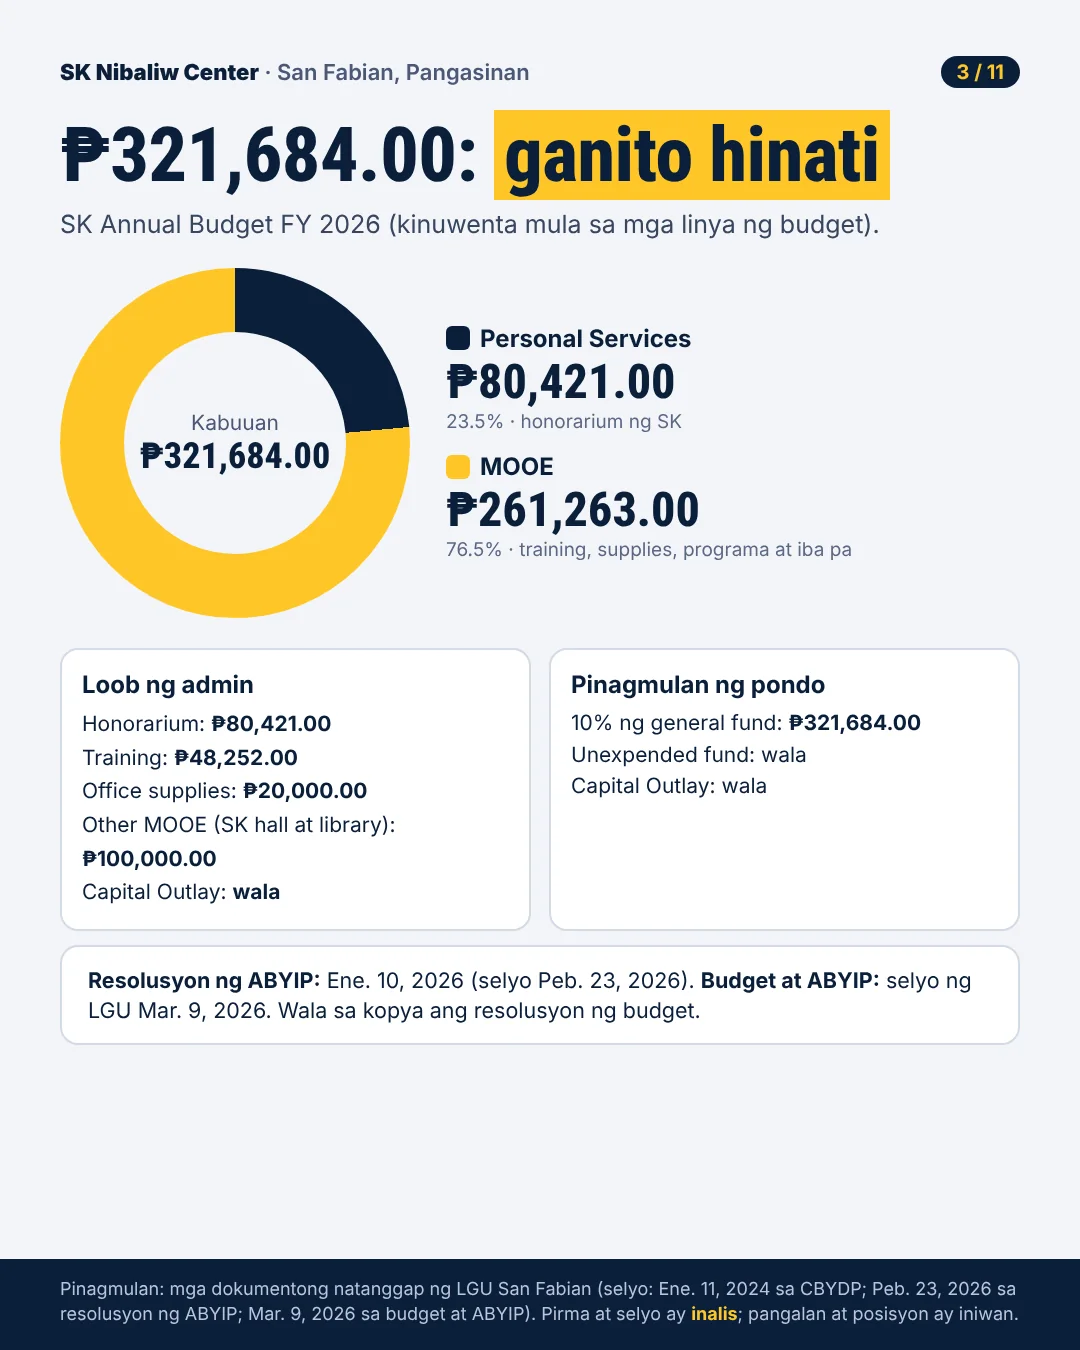 SK Nibaliw Center · San Fabian, Pangasinan
3 / 11
₱321,684.00: ganito hinati
SK Annual Budget FY 2026 (kinuwenta mula sa mga linya ng budget).
Kabuuan
₱321,684.00
Personal Services
₱80,421.00
23.5% · honorarium ng SK
MOOE
₱261,263.00
76.5% · training, supplies, programa at iba pa
Loob ng admin
Honorarium: ₱80,421.00
Training: ₱48,252.00
Office supplies: ₱20,000.00
Other MOOE (SK hall at library):
₱100,000.00
Capital Outlay: wala
Pinagmulan ng pondo
10% ng general fund: ₱321,684.00
Unexpended fund: wala
Capital Outlay: wala
Resolusyon ng ABYIP: Ene. 10, 2026 (selyo Peb. 23, 2026). Budget at ABYIP: selyo ng
LGU Mar. 9, 2026. Wala sa kopya ang resolusyon ng budget.
Pinagmulan: mga dokumentong natanggap ng LGU San Fabian (selyo: Ene. 11, 2024 sa CBYDP; Peb. 23, 2026 sa
resolusyon ng ABYIP; Mar. 9, 2026 sa budget at ABYIP). Pirma at selyo ay inalis; pangalan at posisyon ay iniwan.